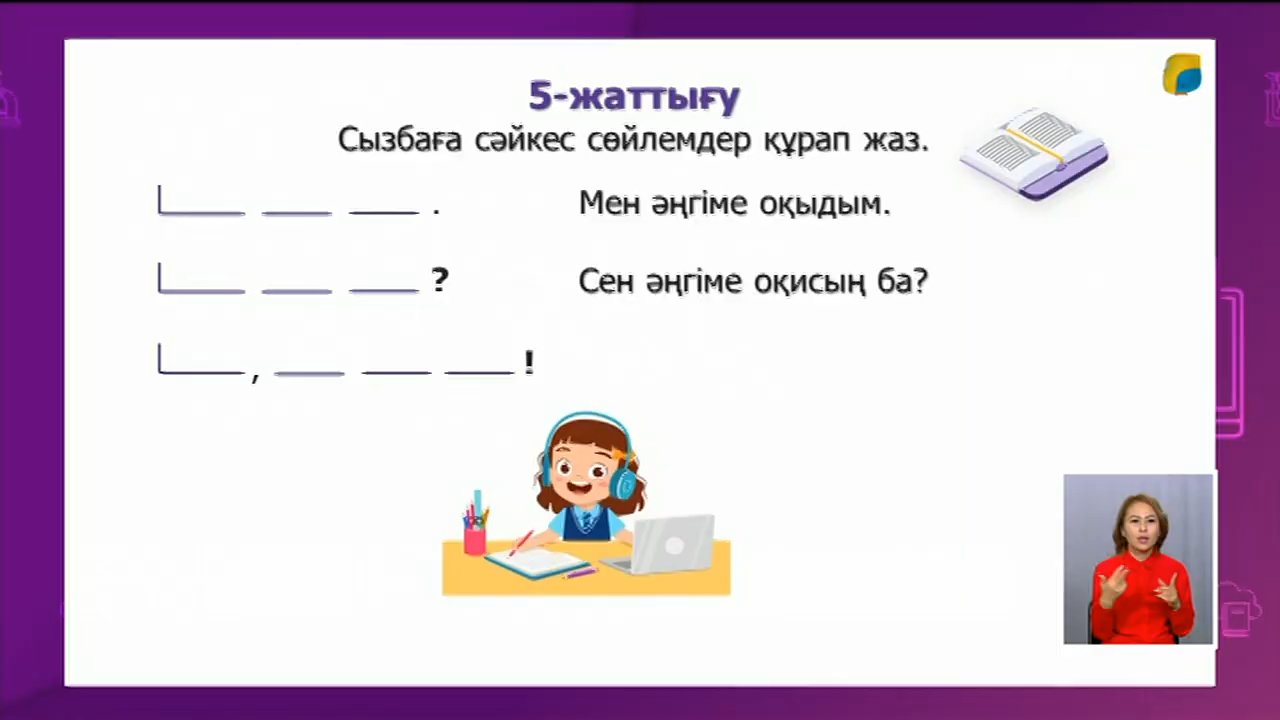 5-жаттығу
Сызбаға сәйкес сөйлемдер құрап жаз.
. Мен әңгіме оқыдым.
? Сен әңгіме оқисың ба?
, !